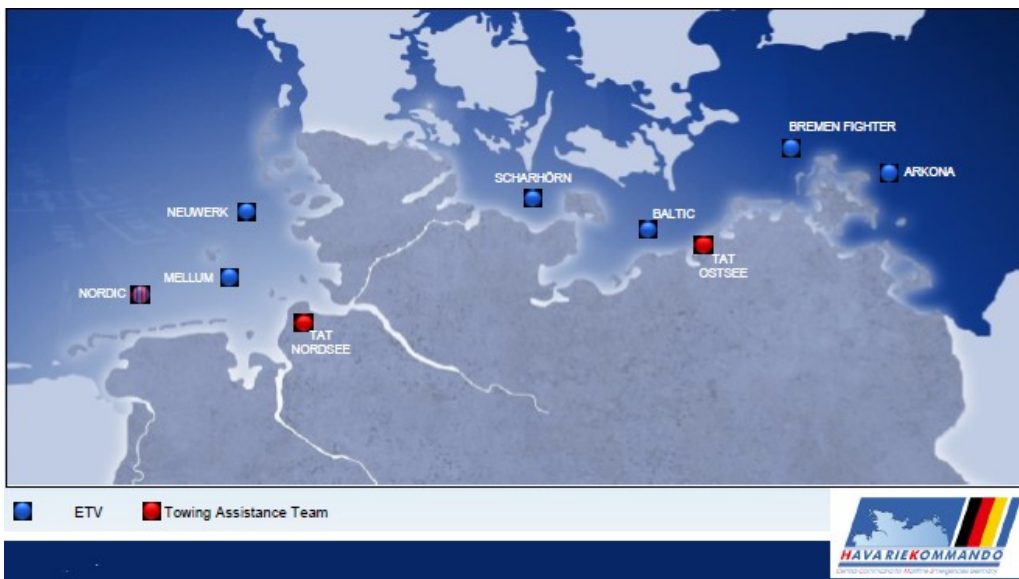 BREMEN FIGHTER
ARKONA
SCHARHÖRN
NEUWERK
BALTIC
TAT
OSTSEE
MELLUM
NORDIC
TAT
NORDSEE
ETV
Towing Assistance Team
HAVARIEKOMMANDO